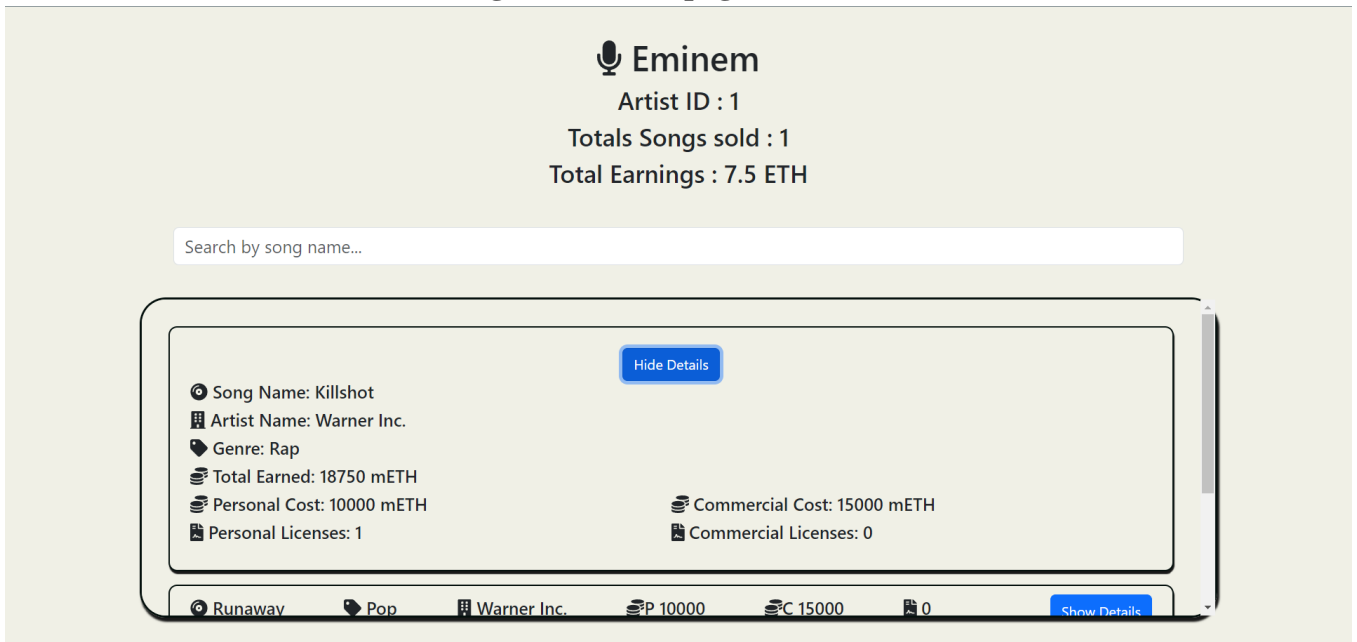 Eminem
Artist ID : 1
Totals Songs sold : 1
Total Earnings : 7.5 ETH
Search by song name...
Hide Details
Song Name: Killshot
Artist Name: Warner Inc.
Genre: Rap
Total Earned: 18750 mETH
Personal Cost: 10000 mETH Commercial Cost: 15000 mETH
Personal Licenses: 1 Commercial Licenses: 0
Runaway Pop Warner Inc. P 10000 C 15000 0 Show Details